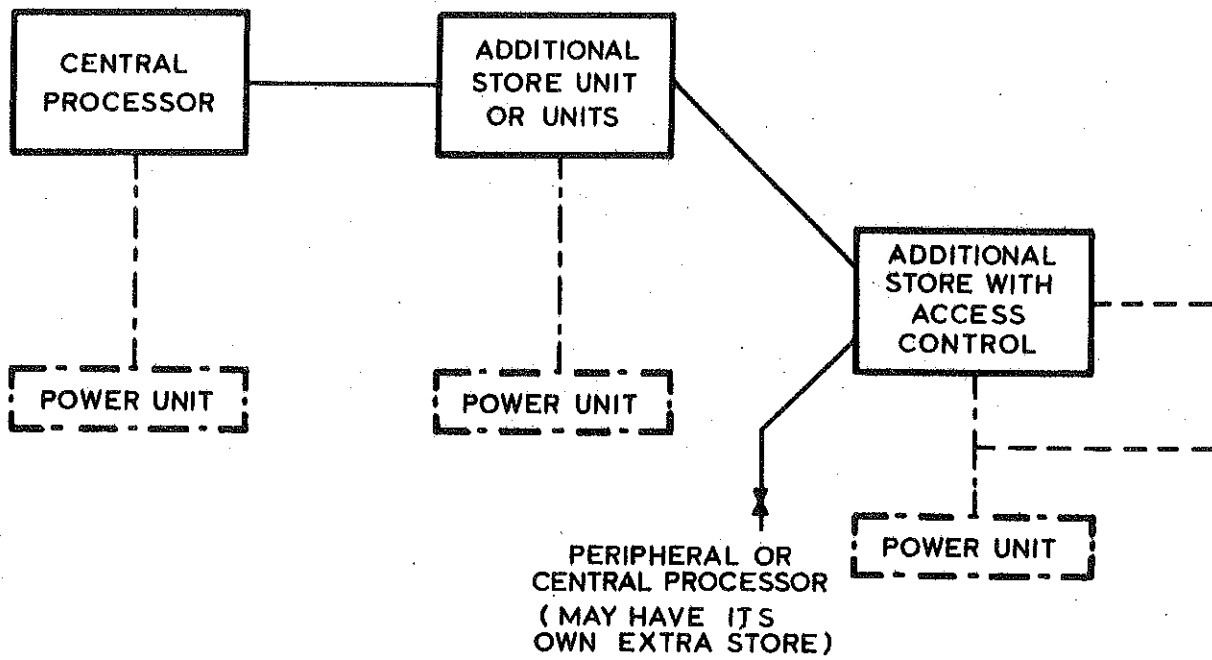 CENTRAL
PROCESSOR
ADDITIONAL
STORE UNIT
OR UNITS
ADDITIONAL
STORE WITH
ACCESS
CONTROL
POWER UNIT
POWER UNIT
POWER UNIT
PERIPHERAL OR
CENTRAL PROCESSOR
(MAY HAVE ITS
OWN EXTRA STORE)